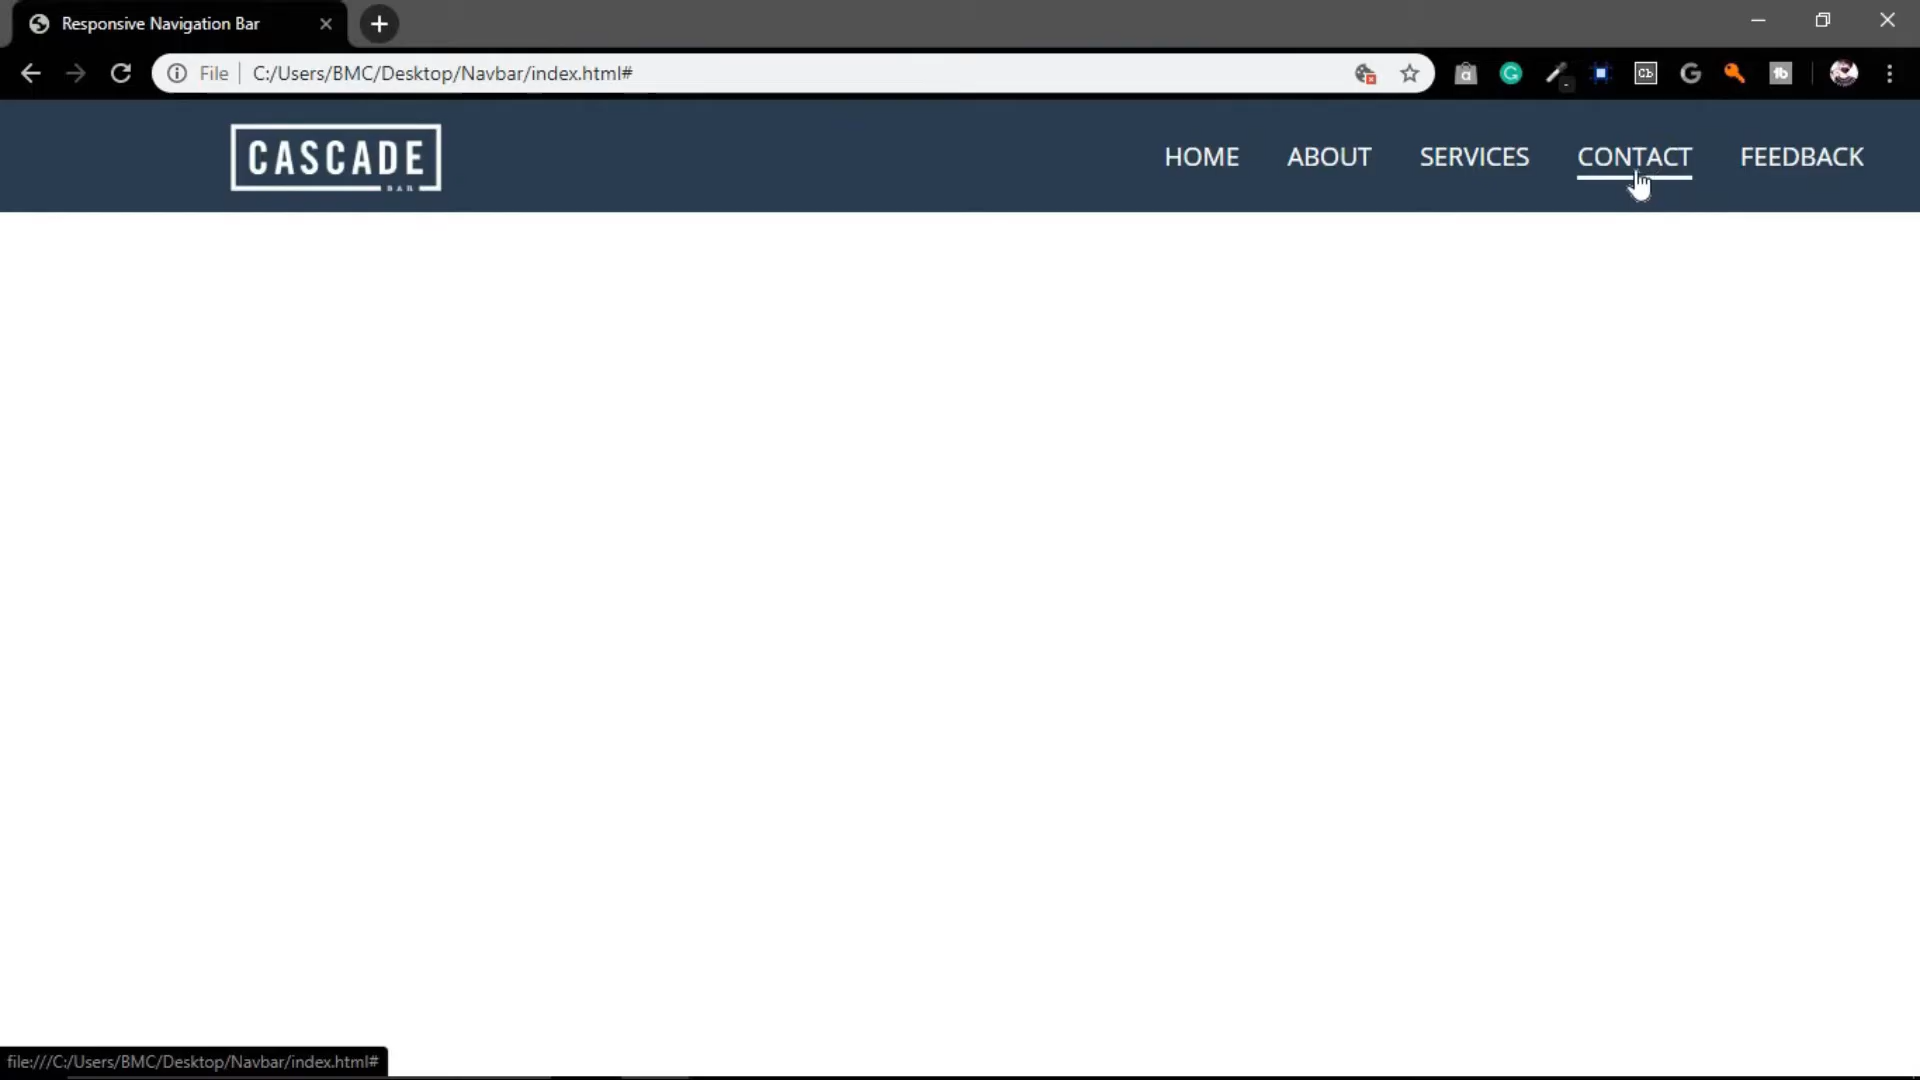 Responsive Navigation Bar
File C:/Users/BMC/Desktop/Navbar/index.html#
CASCADE
BAR
HOME ABOUT SERVICES CONTACT FEEDBACK
file:///C:/Users/BMC/Desktop/Navbar/index.html#